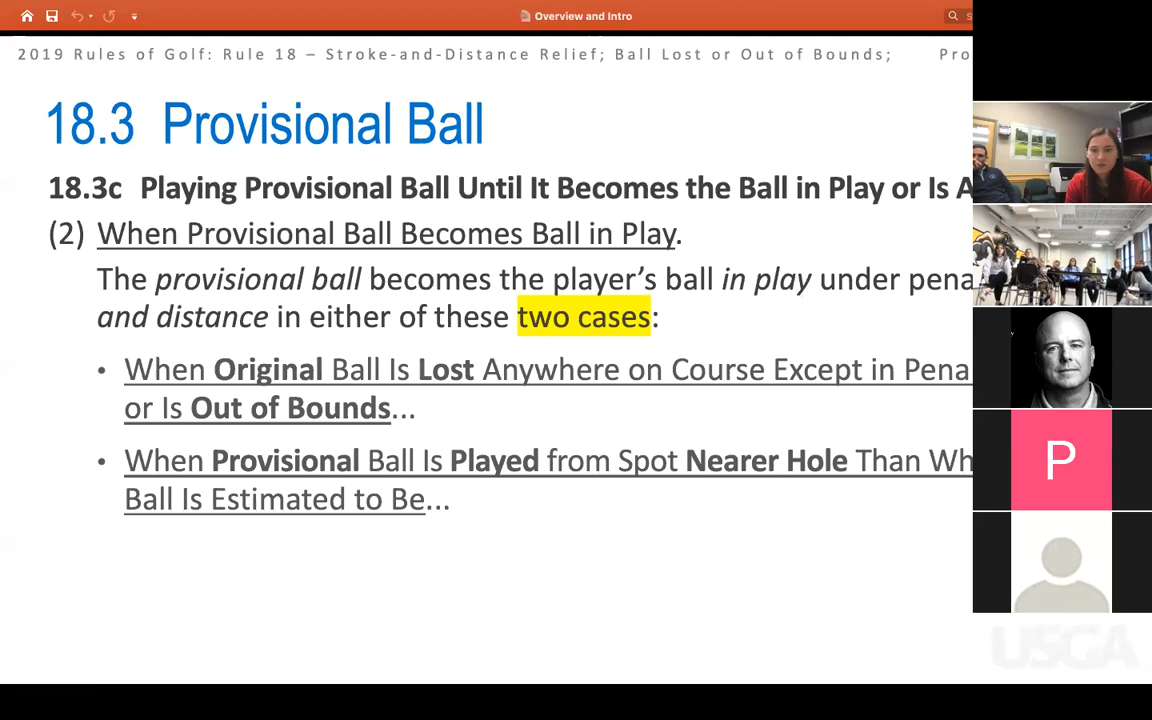 Overview and Intro
2019 Rules of Golf: Rule 18 – Stroke-and-Distance Relief; Ball Lost or Out of Bounds; Pro
18.3 Provisional Ball
18.3c Playing Provisional Ball Until It Becomes the Ball in Play or Is A
(2) When Provisional Ball Becomes Ball in Play.
The provisional ball becomes the player's ball in play under pena
and distance in either of these two cases:
• When Original Ball Is Lost Anywhere on Course Except in Pena
or Is Out of Bounds...
• When Provisional Ball Is Played from Spot Nearer Hole Than Wh
Ball Is Estimated to Be...
P
USGA